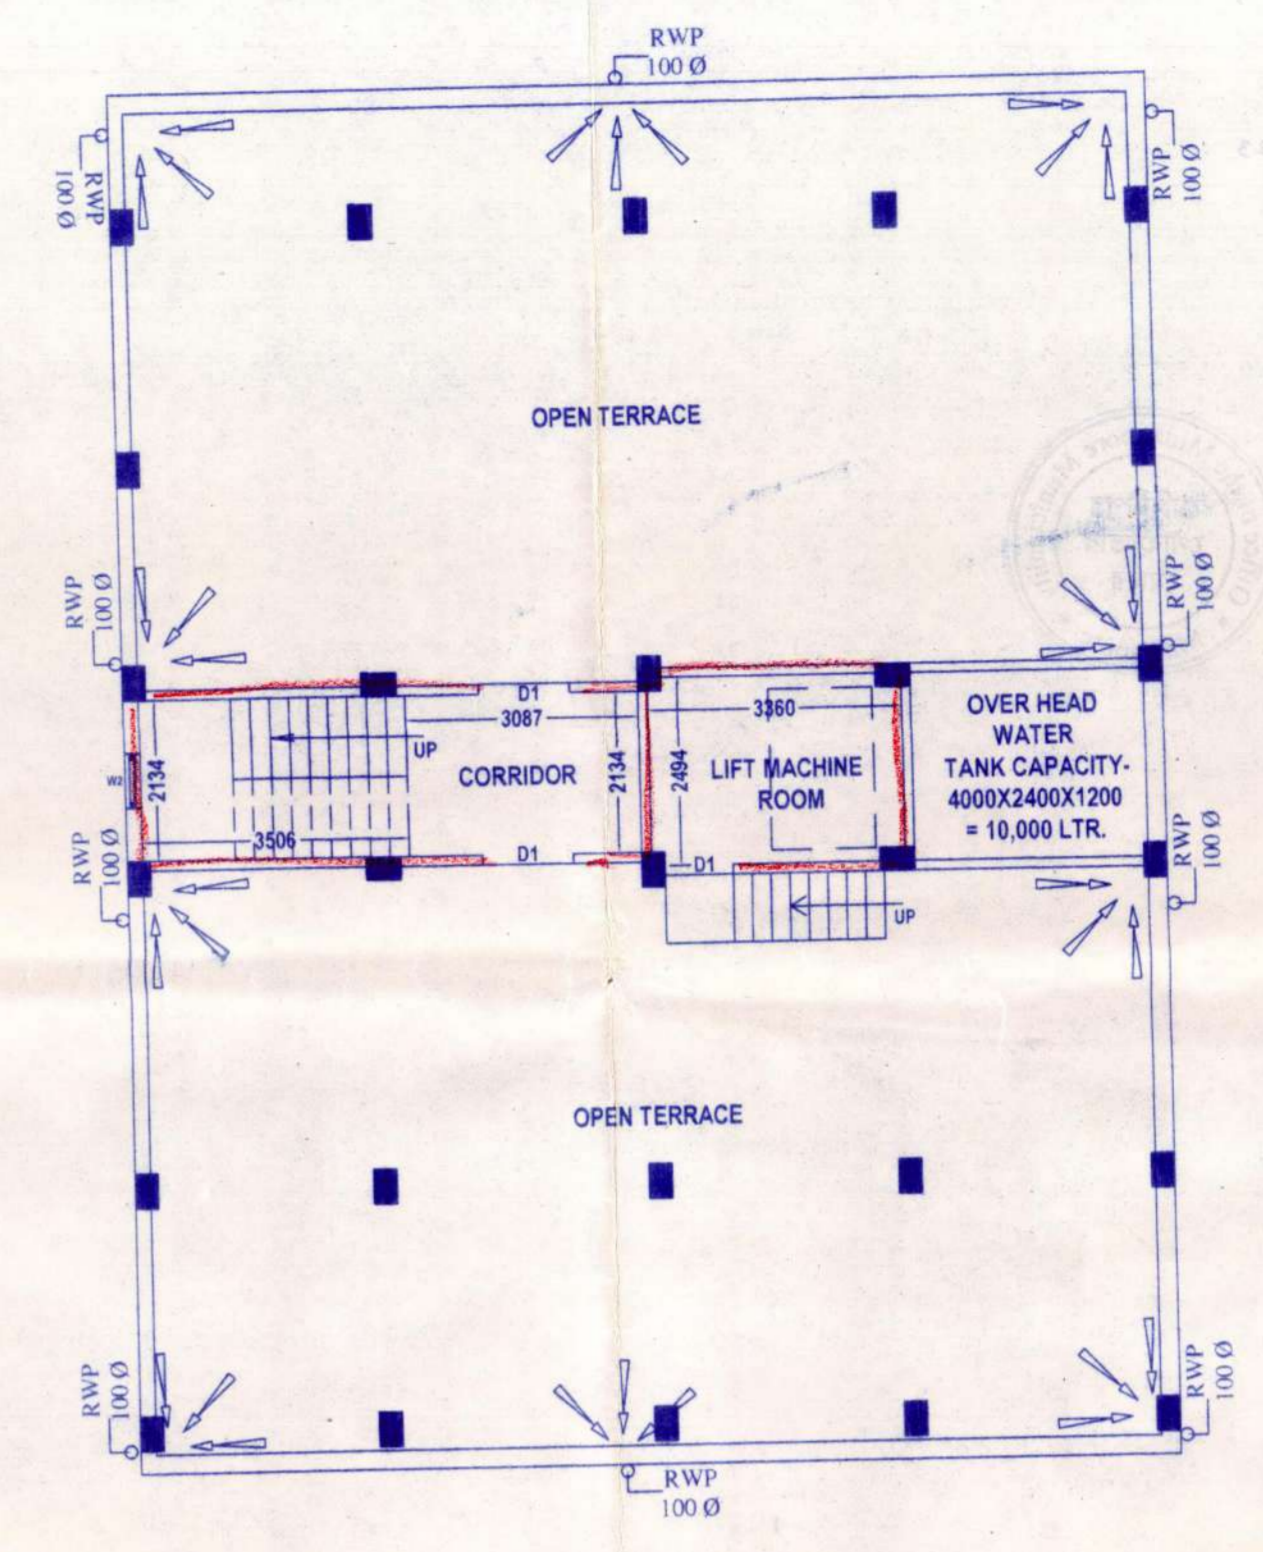 RWP
100 Ø
RWP
100 Ø
RWP
100 Ø
OPEN TERRACE
RWP
100 Ø
RWP
100 Ø
D1
3087
3360
UP
CORRIDOR
W2
2134
2134
2494
3506
LIFT MACHINE
ROOM
OVER HEAD
WATER
TANK CAPACITY-
4000X2400X1200
= 10,000 LTR.
D1
D1
UP
RWP
100 Ø
RWP
100 Ø
OPEN TERRACE
RWP
100 Ø
RWP
100 Ø
RWP
100 Ø